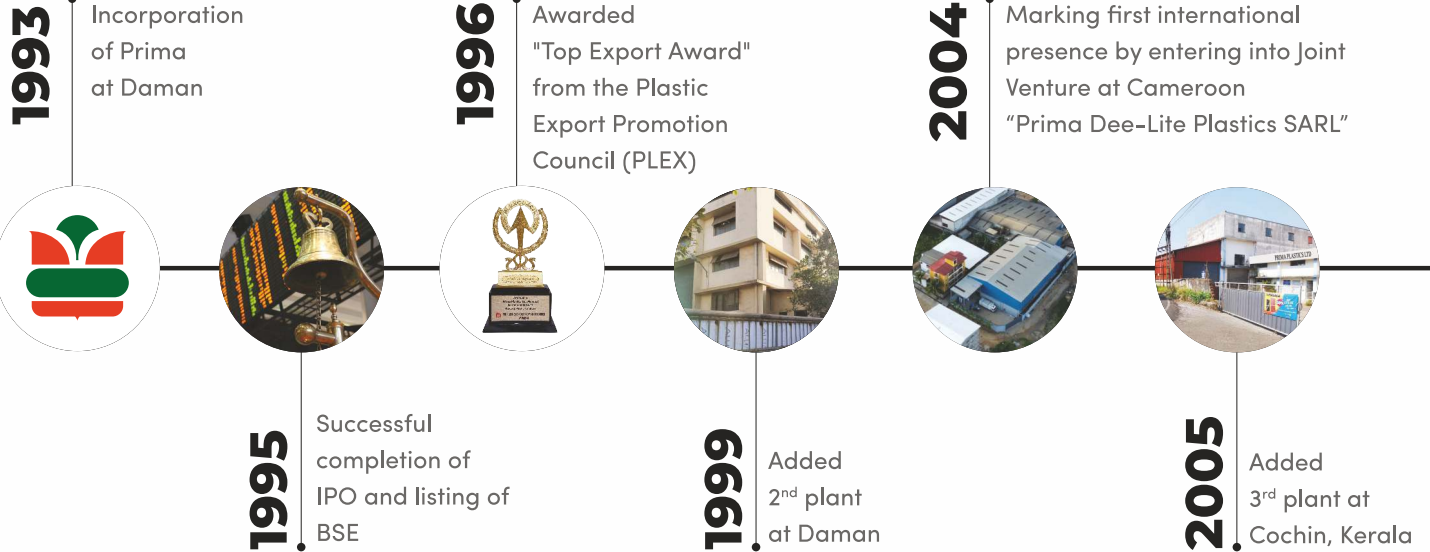 1993
Incorporation
of Prima
at Daman
1995
Successful
completion of
IPO and listing of
BSE
1996
Awarded
"Top Export Award"
from the Plastic
Export Promotion
Council (PLEX)
1999
Added
2nd plant
at Daman
2004
Marking first international
presence by entering into Joint
Venture at Cameroon
“Prima Dee-Lite Plastics SARL”
2005
Added
3rd plant at
Cochin, Kerala
PRIMA PLASTICS LTD